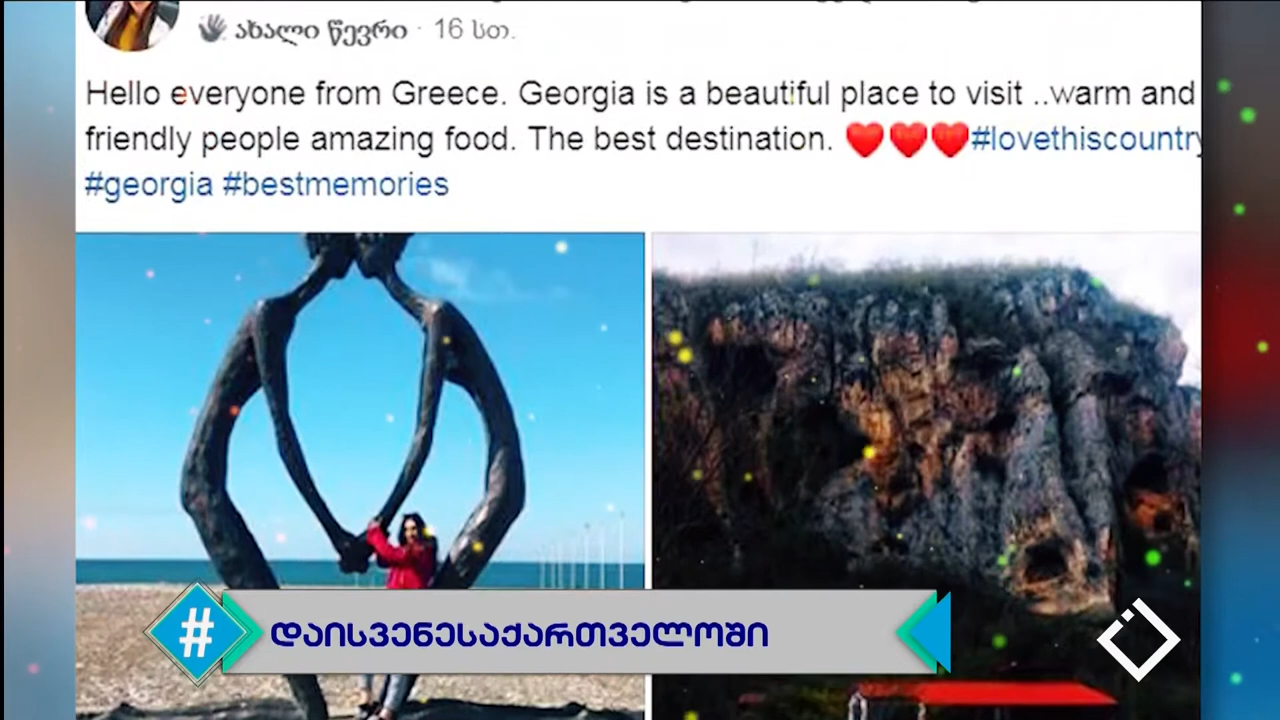 ახალი წევრი · 16 სთ.
Hello everyone from Greece. Georgia is a beautiful place to visit ..warm and
friendly people amazing food. The best destination. ❤❤❤#lovethiscountry
#georgia #bestmemories
# დაისვენესაქართველოში